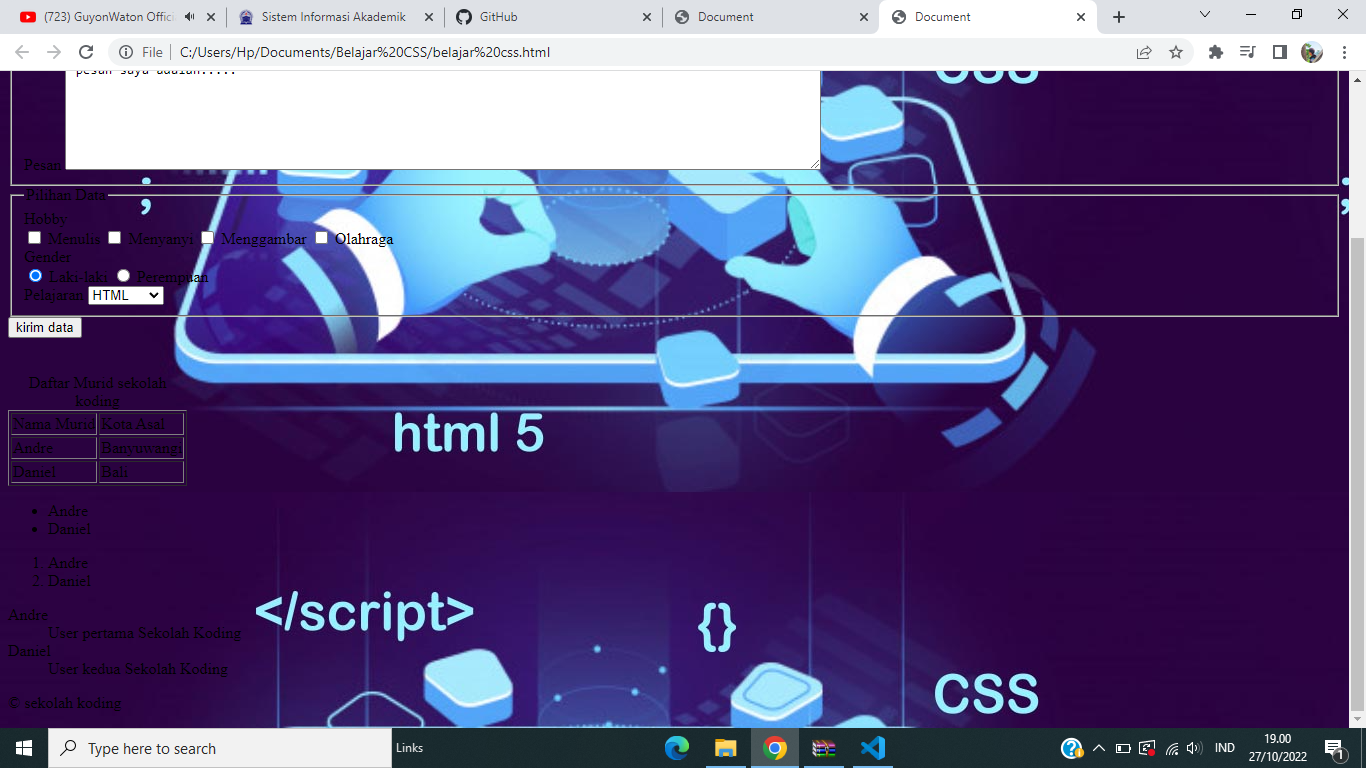 (723) GuyonWaton Offici
Sistem Informasi Akademik
GitHub
Document
Document
File
C:/Users/Hp/Documents/Belajar%20CSS/belajar%20css.html
pesan saya adalah.....
css
Pesan
;
;
Pilihan Data
Hobby
Menulis Menyanyi Menggambar Olahraga
Gender
Laki-laki Perempuan
Pelajaran HTML
kirim data
Daftar Murid sekolah
koding
html 5
Nama Murid Kota Asal
Andre Banyuwangi
Daniel Bali
• Andre
• Daniel
1. Andre
2. Daniel
</script>
{}
Andre
User pertama Sekolah Koding
Daniel
User kedua Sekolah Koding
css
© sekolah koding
Type here to search
Links
IND
19.00
27/10/2022
1